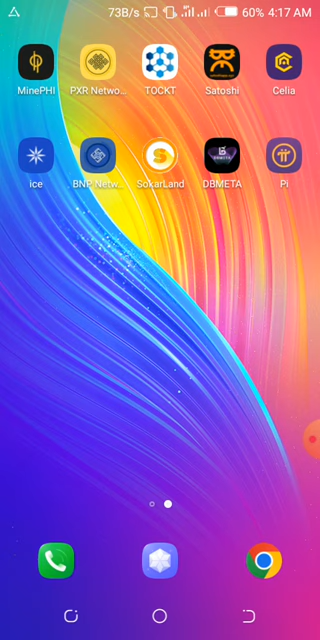 73B/s 60% 4:17 AM
MinePHI PXR Netwo... TOCKT Satoshi Celia
ice BNP Netw... SokarLand DBMETA Pi